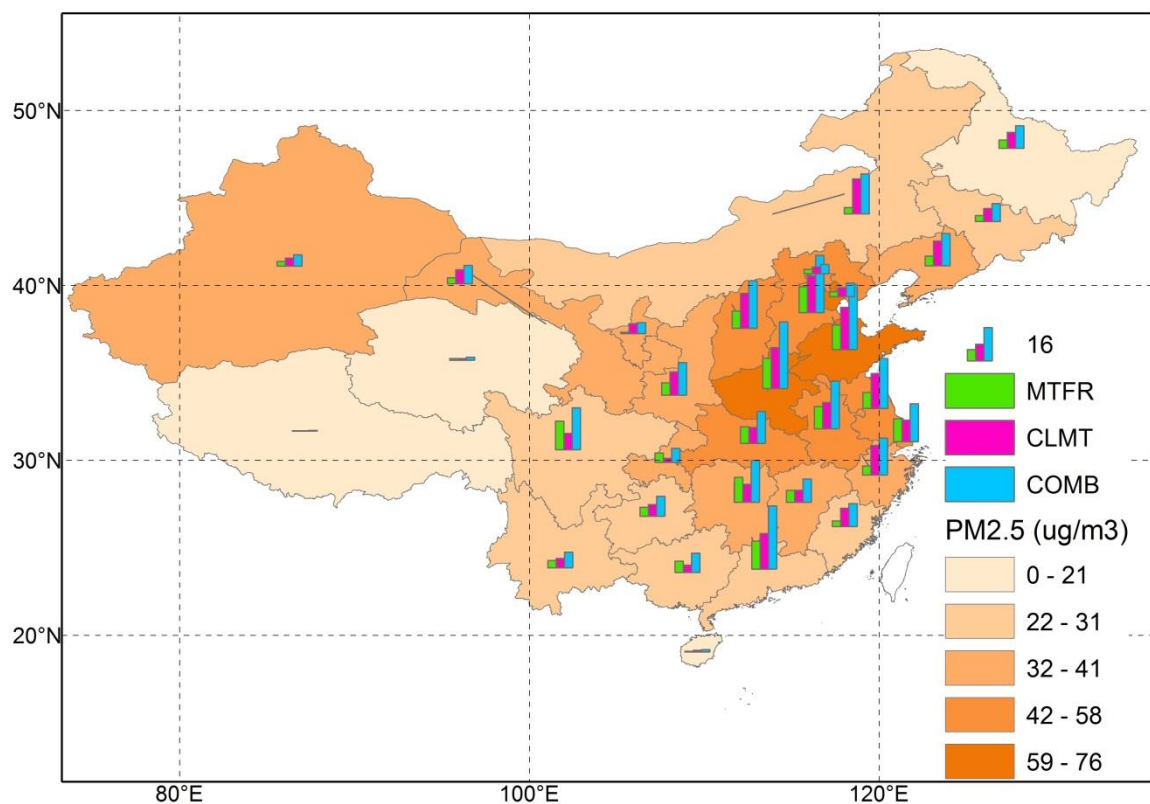 50°N
40°N
30°N
20°N
80°E
100°E
120°E
16
MTFR
CLMT
COMB
PM2.5 (ug/m3)
0 - 21
22 - 31
32 - 41
42 - 58
59 - 76